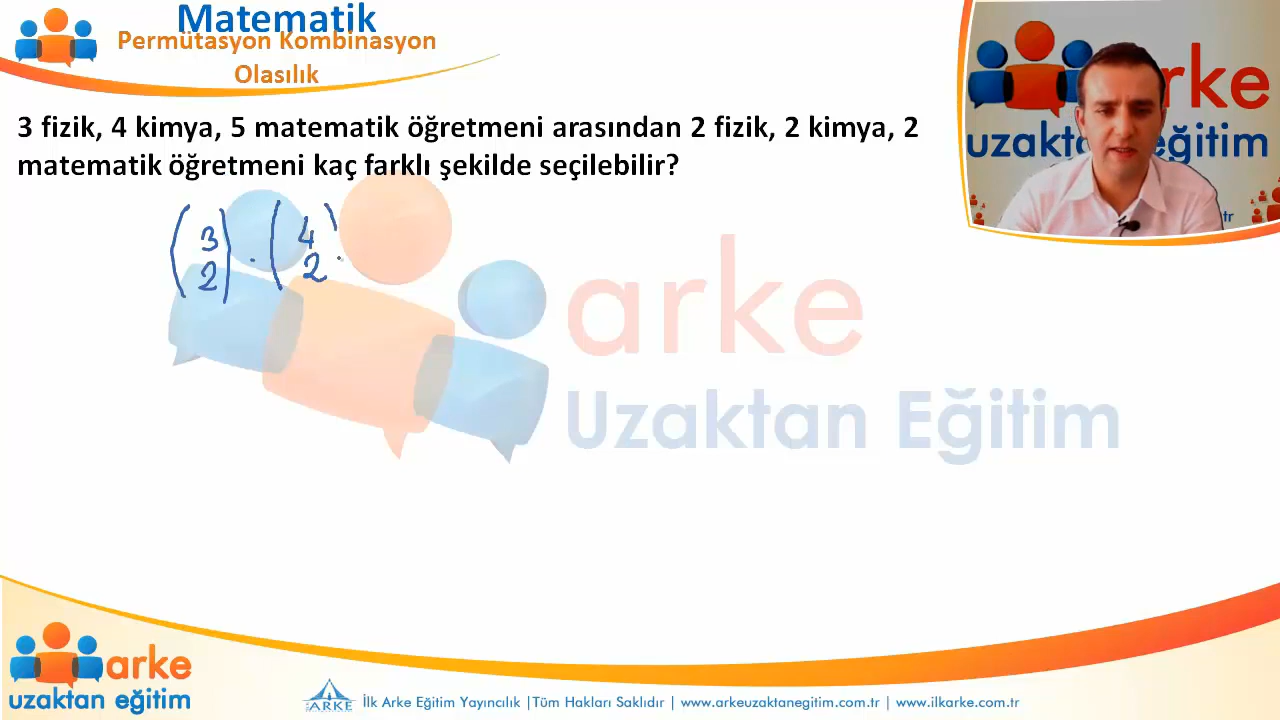 Matematik
Permütasyon Kombinasyon
Olasılık
arke
uzaktan eğitim
3 fizik, 4 kimya, 5 matematik öğretmeni arasından 2 fizik, 2 kimya, 2
matematik öğretmeni kaç farklı şekilde seçilebilir?
(3 2) . (4 2) .
arke
Uzaktan Eğitim
arke
uzaktan eğitim
ARKE
İlk Arke Eğitim Yayıncılık |Tüm Hakları Saklıdır | www.arkeuzaktanegitim.com.tr | www.ilkarke.com.tr